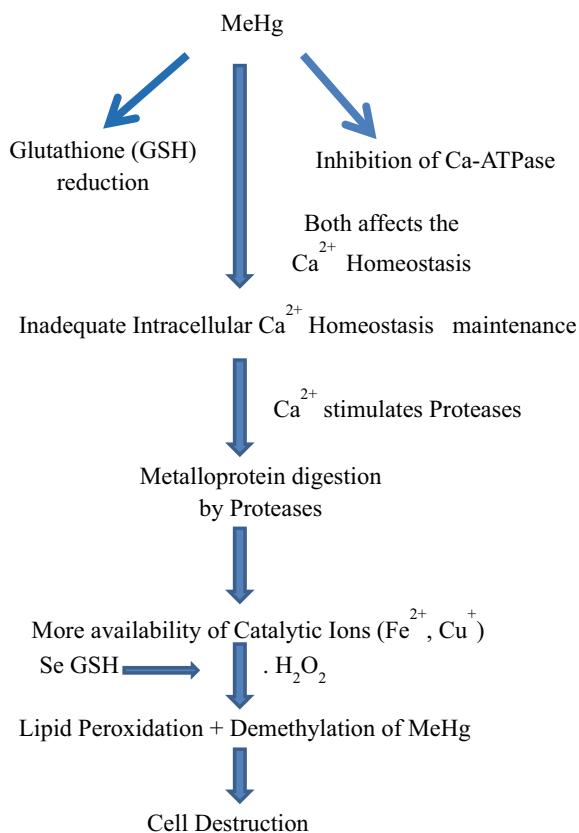 MeHg
Glutathione (GSH)
reduction
Inhibition of Ca-ATPase
Both affects the
Ca²⁺ Homeostasis
Inadequate Intracellular Ca²⁺ Homeostasis maintenance
Ca²⁺ stimulates Proteases
Metalloprotein digestion
by Proteases
More availability of Catalytic Ions (Fe²⁺, Cu⁺)
Se GSH
. H₂O₂
Lipid Peroxidation + Demethylation of MeHg
Cell Destruction